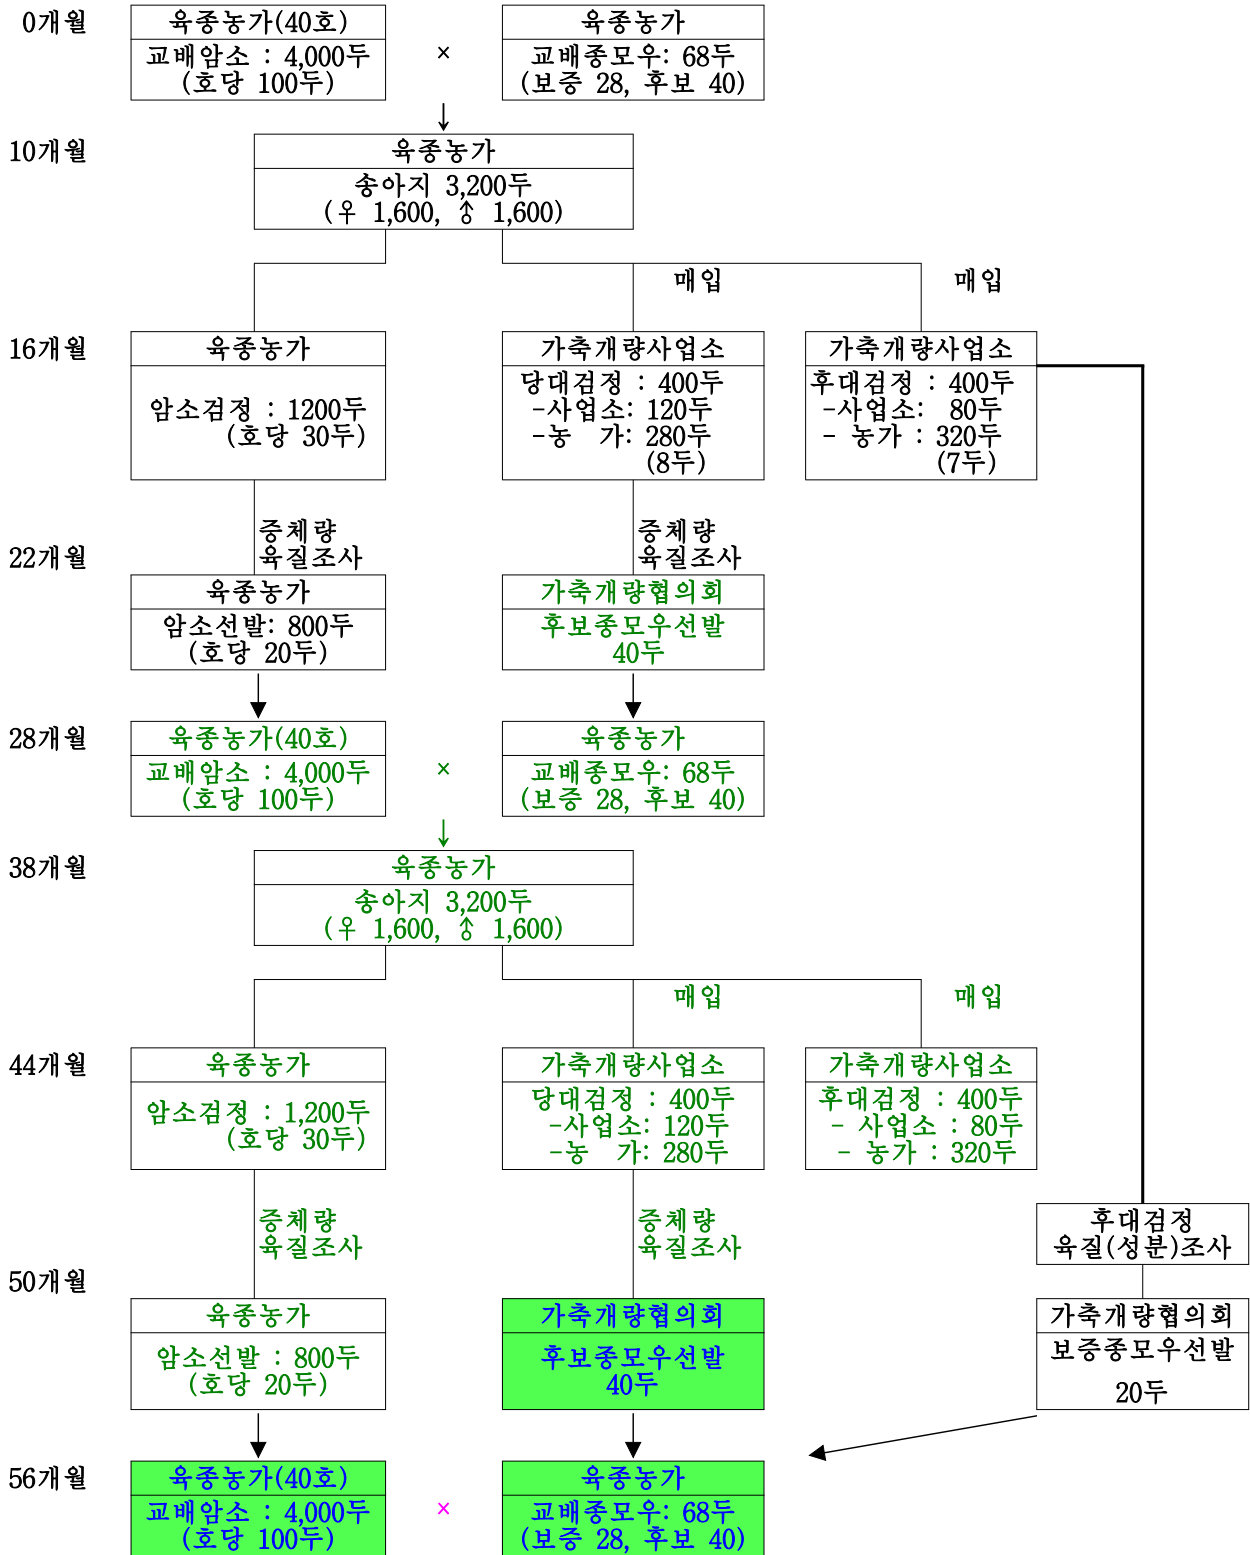 0개월
육종농가(40호)
교배암소 : 4,000두
(호당 100두)
×
육종농가
교배종모우: 68두
(보증 28, 후보 40)
↓
10개월
육종농가
송아지 3,200두
(♀ 1,600, ♂ 1,600)
매입
매입
16개월
육종농가
암소검정 : 1200두
(호당 30두)
가축개량사업소
당대검정 : 400두
-사업소: 120두
-농 가: 280두
(8두)
가축개량사업소
후대검정 : 400두
-사업소: 80두
- 농가 : 320두
(7두)
증체량
육질조사
증체량
육질조사
22개월
육종농가
암소선발: 800두
(호당 20두)
가축개량협의회
후보종모우선발
40두
28개월
육종농가(40호)
교배암소 : 4,000두
(호당 100두)
×
육종농가
교배종모우: 68두
(보증 28, 후보 40)
↓
38개월
육종농가
송아지 3,200두
(♀ 1,600, ♂ 1,600)
매입
매입
44개월
육종농가
암소검정 : 1,200두
(호당 30두)
가축개량사업소
당대검정 : 400두
-사업소: 120두
-농 가: 280두
가축개량사업소
후대검정 : 400두
- 사업소 : 80두
- 농가 : 320두
증체량
육질조사
증체량
육질조사
후대검정
육질(성분)조사
50개월
육종농가
암소선발 : 800두
(호당 20두)
가축개량협의회
후보종모우선발
40두
가축개량협의회
보증종모우선발
20두
56개월
육종농가(40호)
교배암소 : 4,000두
(호당 100두)
×
육종농가
교배종모우: 68두
(보증 28, 후보 40)